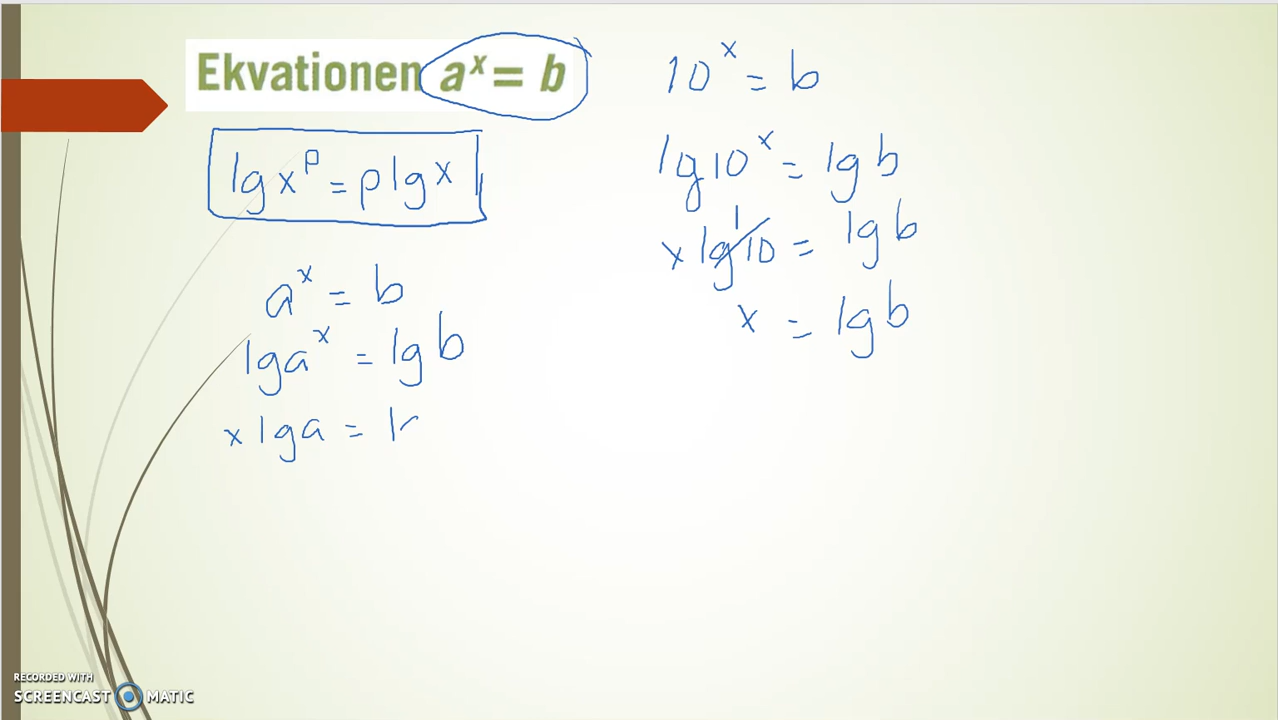 Ekvationen aˣ = b
lg xᵖ = p lg x
aˣ = b
lg aˣ = lg b
x lg a = l
10ˣ = b
lg 10ˣ = lg b
1
x lg 10 = lg b
x = lg b
RECORDED WITH
SCREENCAST MATIC